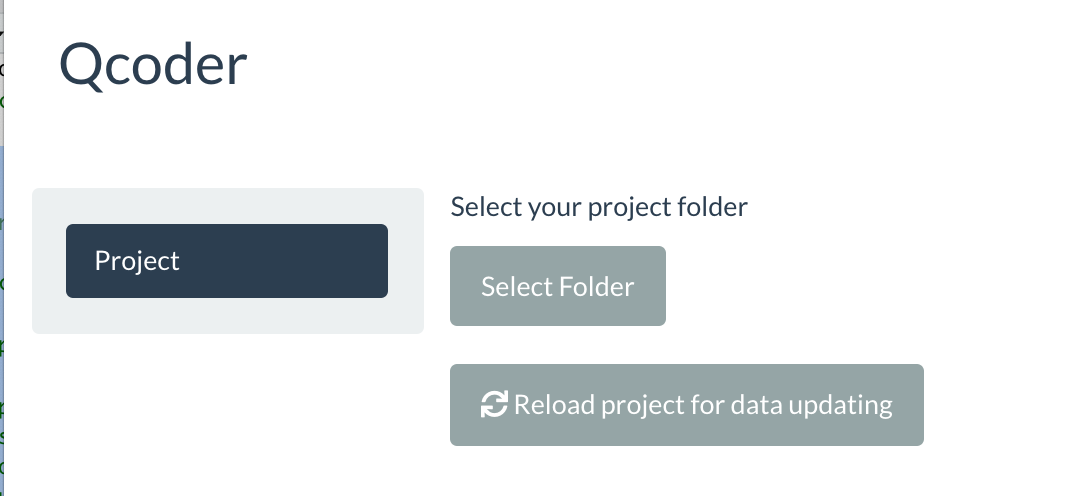 Qcoder
Project
Select your project folder
Select Folder
Reload project for data updating